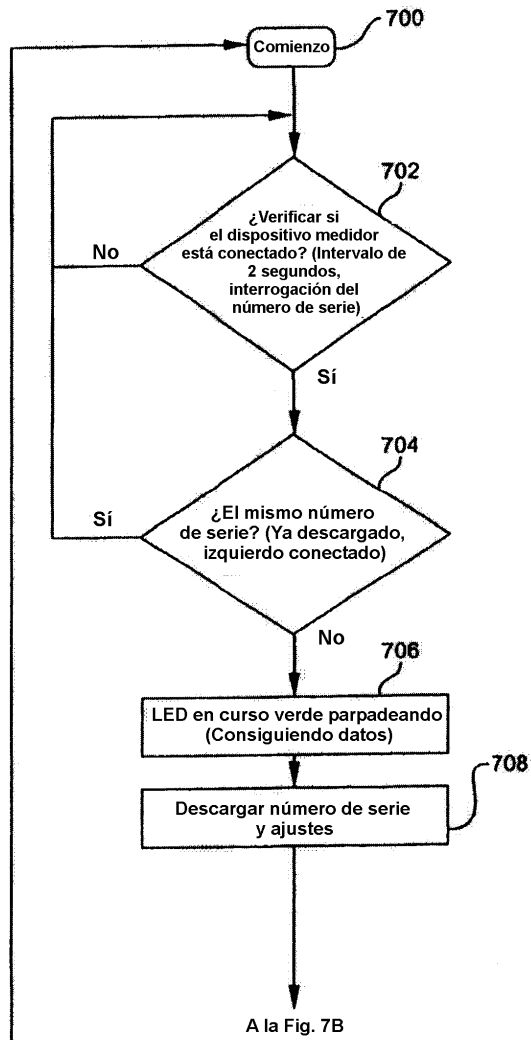 700
Comienzo
702
¿Verificar si
el dispositivo medidor
está conectado? (Intervalo de
2 segundos,
interrogación del
número de serie)
No
Sí
704
¿El mismo número
de serie? (Ya descargado,
izquierdo conectado)
Sí
No
706
LED en curso verde parpadeando
(Consiguiendo datos)
708
Descargar número de serie
y ajustes
A la Fig. 7B